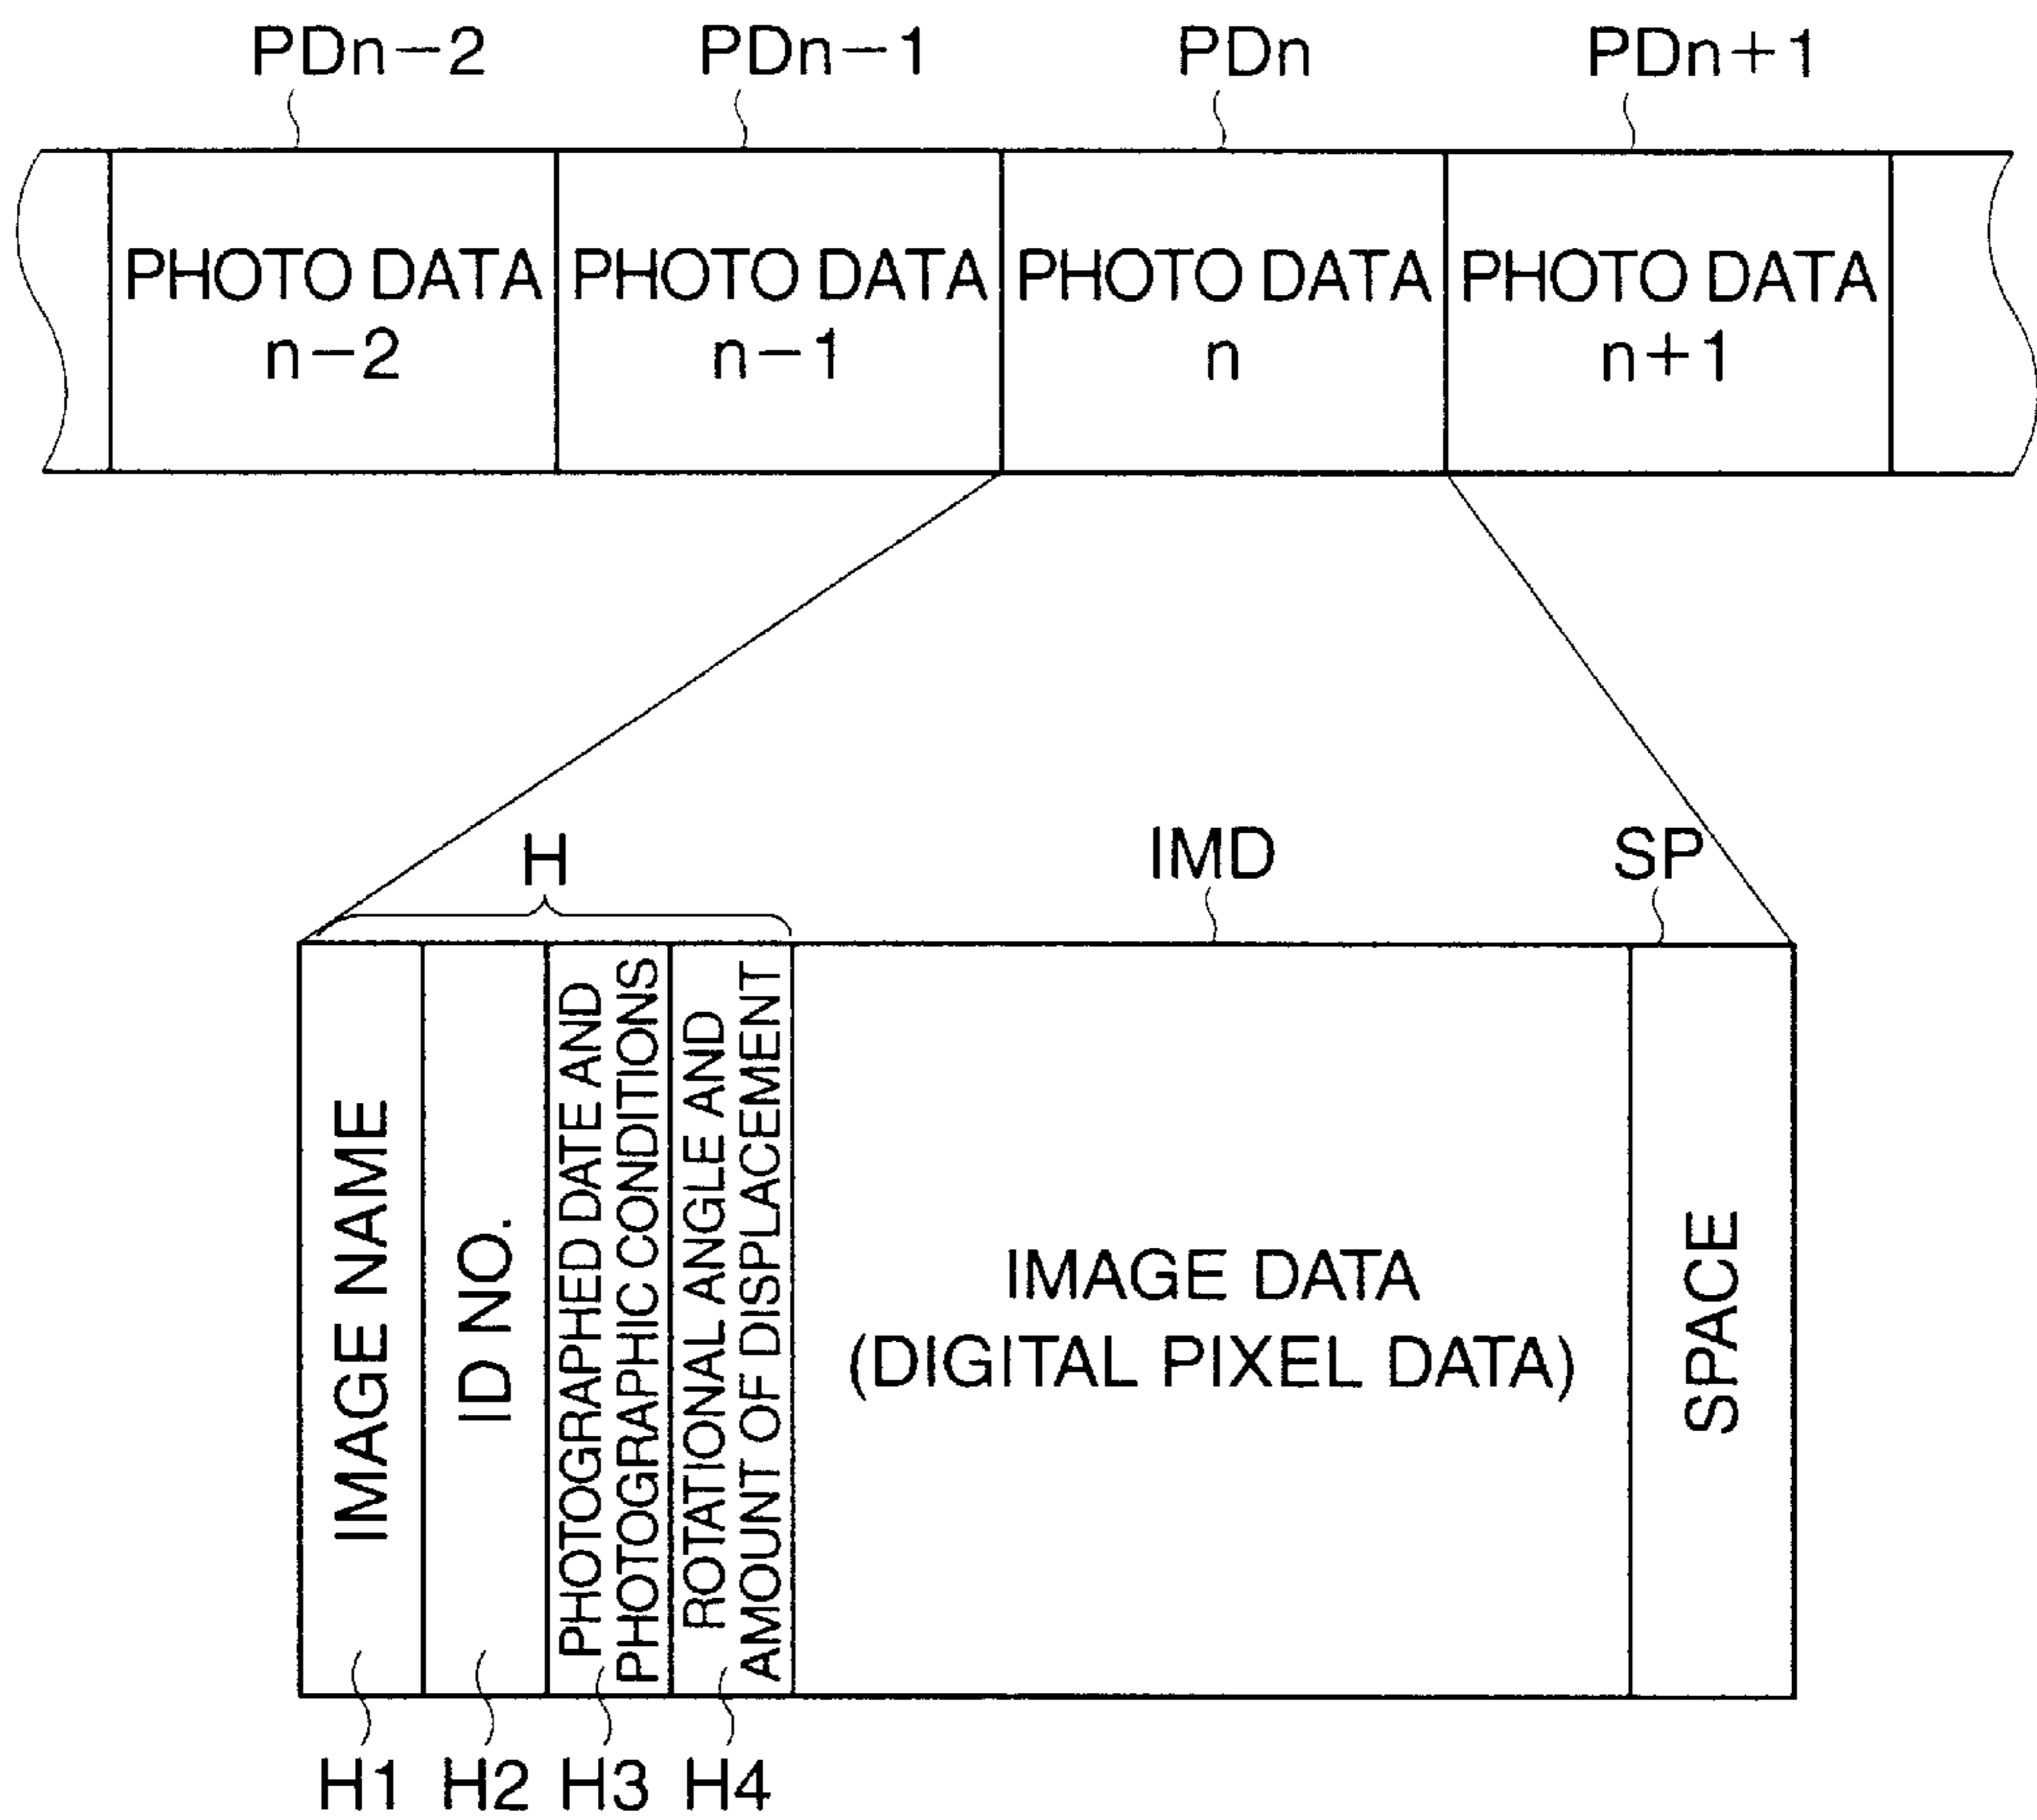 PDn−2 PDn−1 PDn PDn+1
PHOTO DATA PHOTO DATA PHOTO DATA PHOTO DATA
n−2 n−1 n n+1
H IMD SP
IMAGE NAME
ID NO.
PHOTOGRAPHED DATE AND
PHOTOGRAPHIC CONDITIONS
ROTATIONAL ANGLE AND
AMOUNT OF DISPLACEMENT
IMAGE DATA
(DIGITAL PIXEL DATA)
SPACE
H1 H2 H3 H4